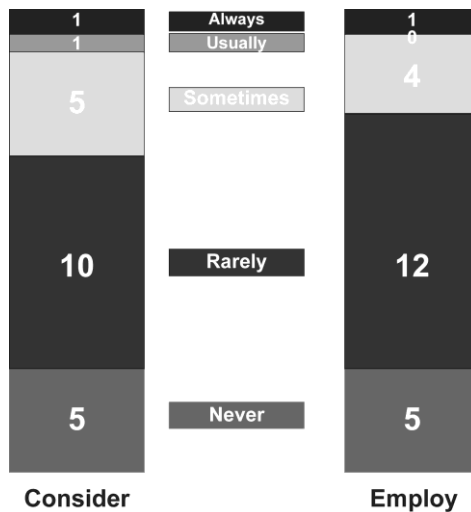 1 Always 1
1 Usually 0
5 Sometimes 4
10 Rarely 12
5 Never 5
Consider Employ